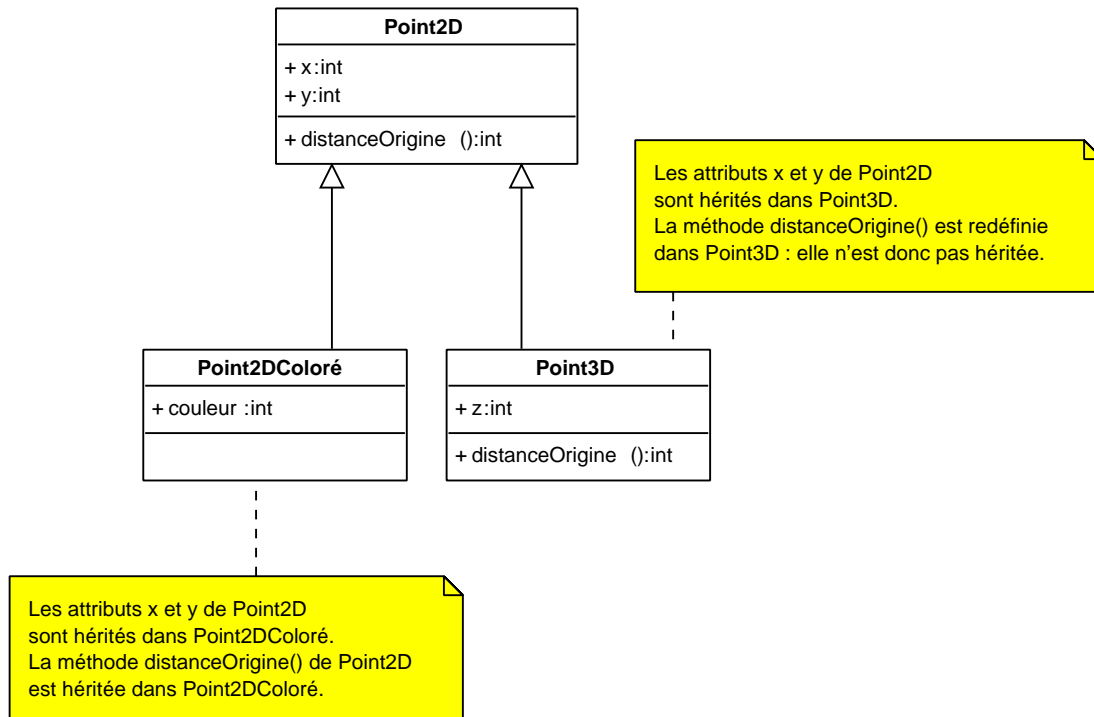 Point2D
+ x:int
+ y:int
+ distanceOrigine ():int
Les attributs x et y de Point2D
sont hérités dans Point3D.
La méthode distanceOrigine() est redéfinie
dans Point3D : elle n’est donc pas héritée.
Point2DColoré
+ couleur :int
Point3D
+ z:int
+ distanceOrigine ():int
Les attributs x et y de Point2D
sont hérités dans Point2DColoré.
La méthode distanceOrigine() de Point2D
est héritée dans Point2DColoré.